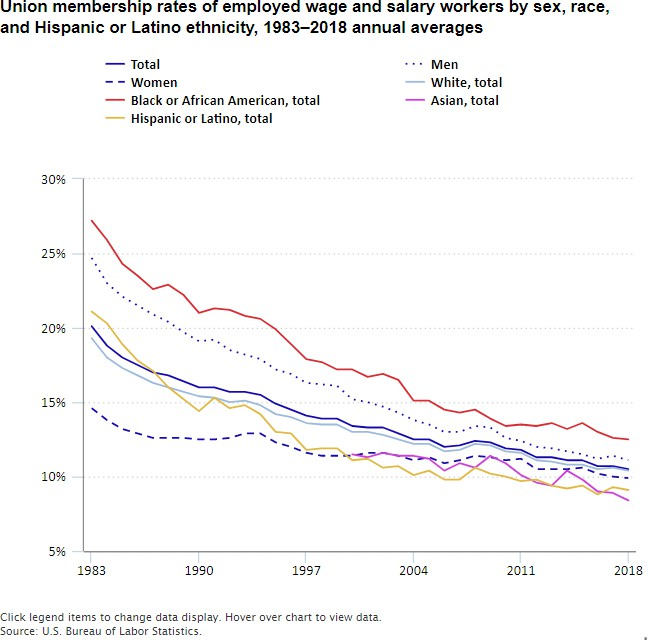 Union membership rates of employed wage and salary workers by sex, race,
and Hispanic or Latino ethnicity, 1983–2018 annual averages
Total
Men
Women
White, total
Black or African American, total
Asian, total
Hispanic or Latino, total
30%
25%
20%
15%
10%
5%
1983 1990 1997 2004 2011 2018
Click legend items to change data display. Hover over chart to view data.
Source: U.S. Bureau of Labor Statistics.